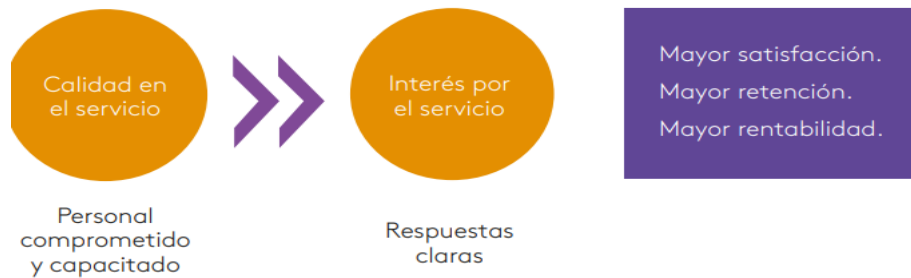 Calidad en
el servicio
Interés por
el servicio
Mayor satisfacción.
Mayor retención.
Mayor rentabilidad.
Personal
comprometido
y capacitado
Respuestas
claras